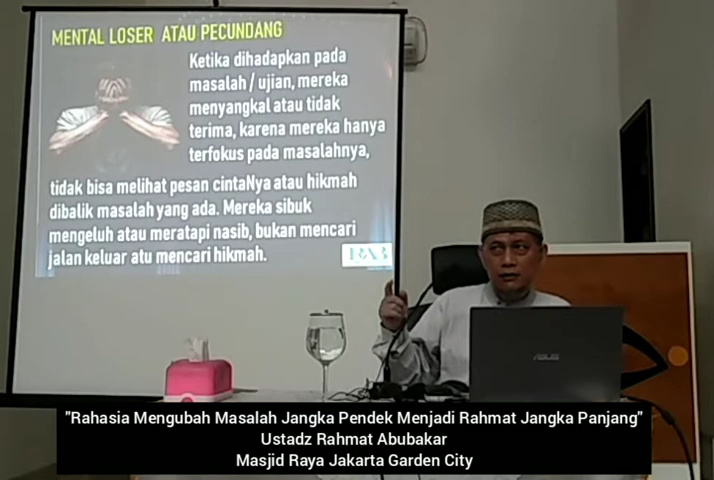 MENTAL LOSER ATAU PECUNDANG
Ketika dihadapkan pada
masalah / ujian, mereka
menyangkal atau tidak
terima, karena mereka hanya
terfokus pada masalahnya,
tidak bisa melihat pesan cintaNya atau hikmah
dibalik masalah yang ada. Mereka sibuk
mengeluh atau meratapi nasib, bukan mencari
jalan keluar atu mencari hikmah.
RAB
ASUS
"Rahasia Mengubah Masalah Jangka Pendek Menjadi Rahmat Jangka Panjang"
Ustadz Rahmat Abubakar
Masjid Raya Jakarta Garden City